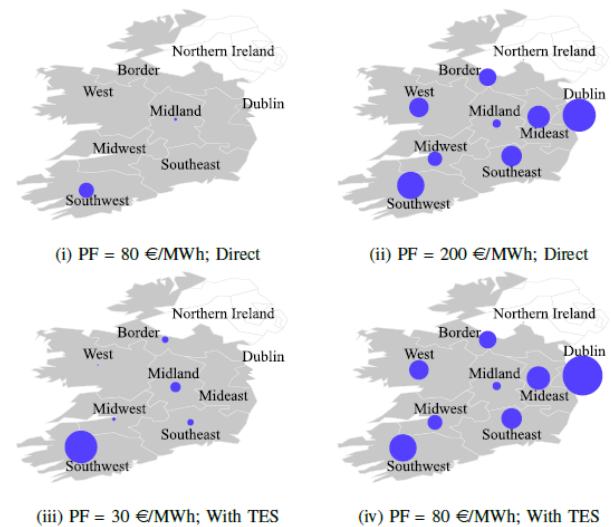 Northern Ireland
Border
West
Midland
Dublin
Midwest
Southeast
Southwest
(i) PF = 80 €/MWh; Direct
Northern Ireland
Border
West
Dublin
Midland
Mideast
Midwest
Southeast
Southwest
(ii) PF = 200 €/MWh; Direct
Northern Ireland
Border
West
Dublin
Midland
Mideast
Midwest
Southeast
Southwest
(iii) PF = 30 €/MWh; With TES
Northern Ireland
Border
Dublin
West
Midland
Mideast
Midwest
Southeast
Southwest
(iv) PF = 80 €/MWh; With TES